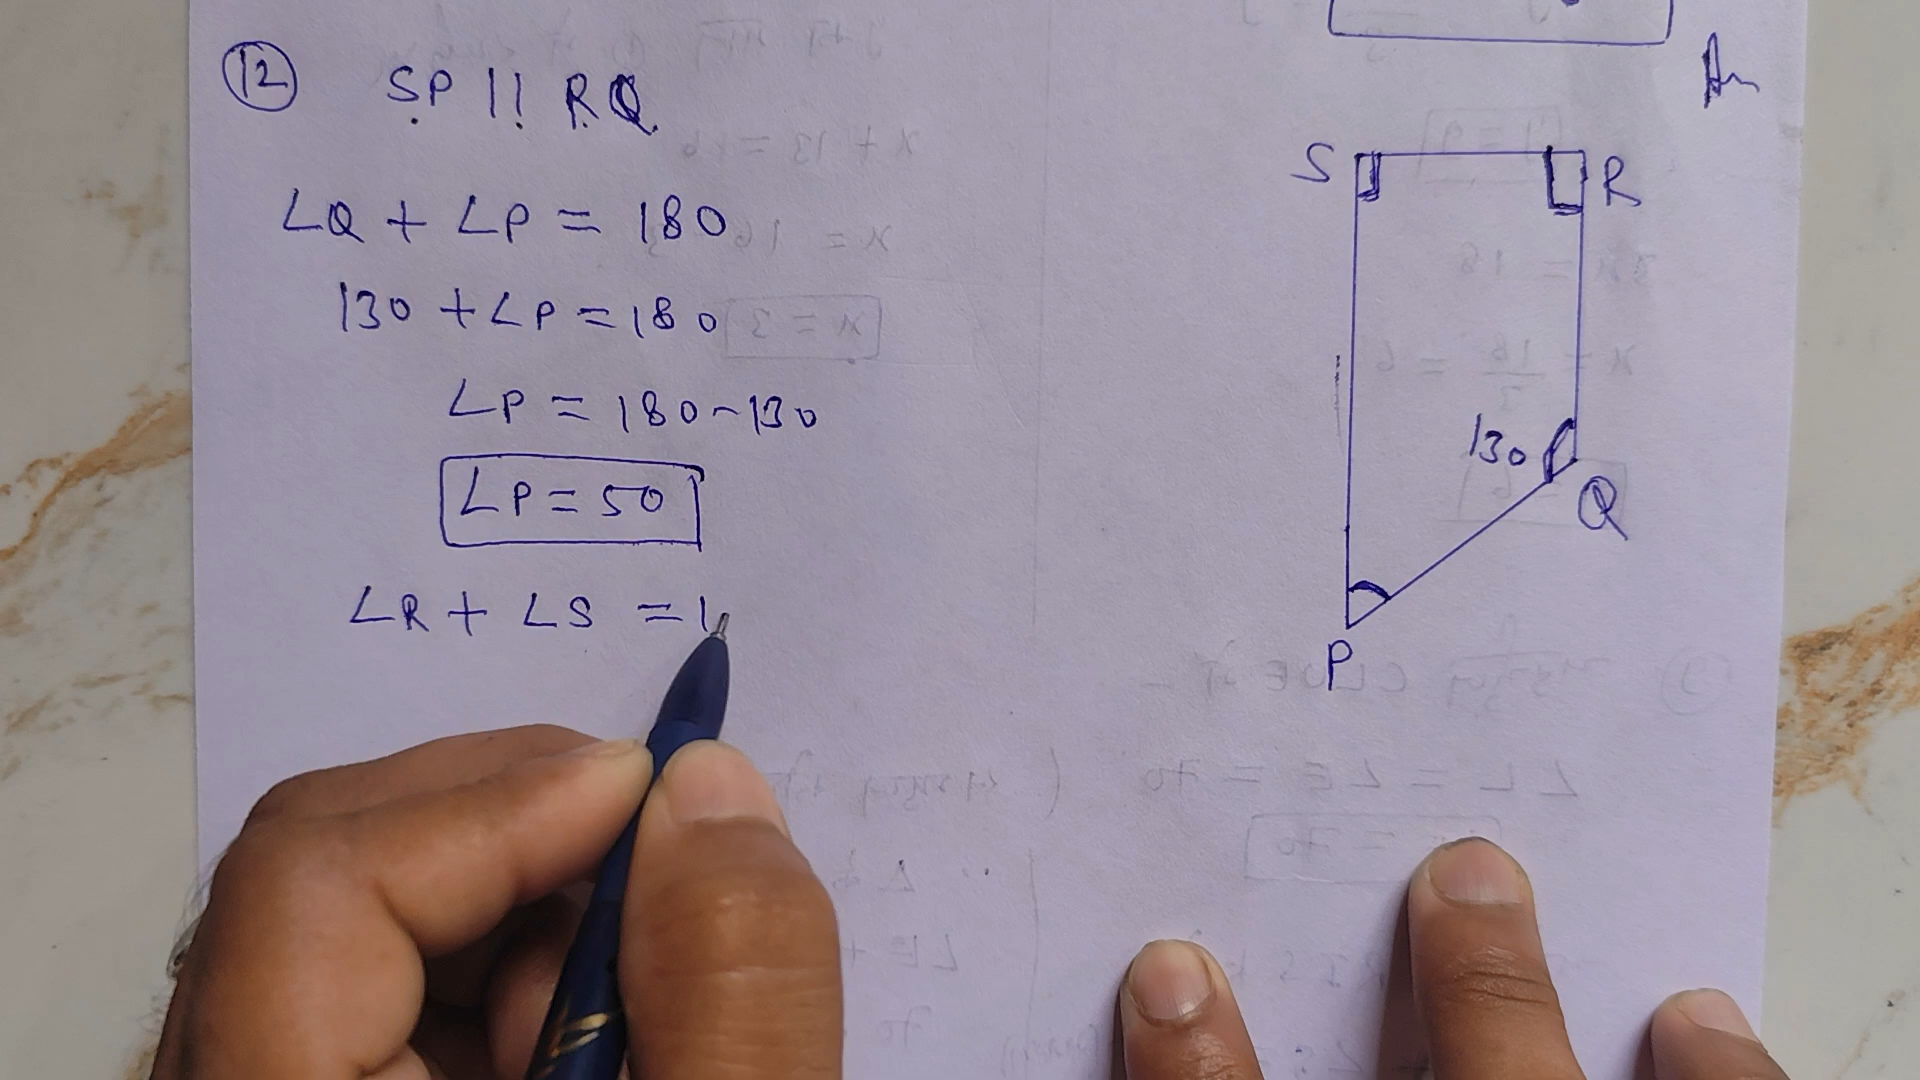 12 SP || RQ
∠Q + ∠P = 180
130 + ∠P = 180
∠P = 180 - 130
∠P = 50
∠R + ∠S = 1
S
R
130
Q
P